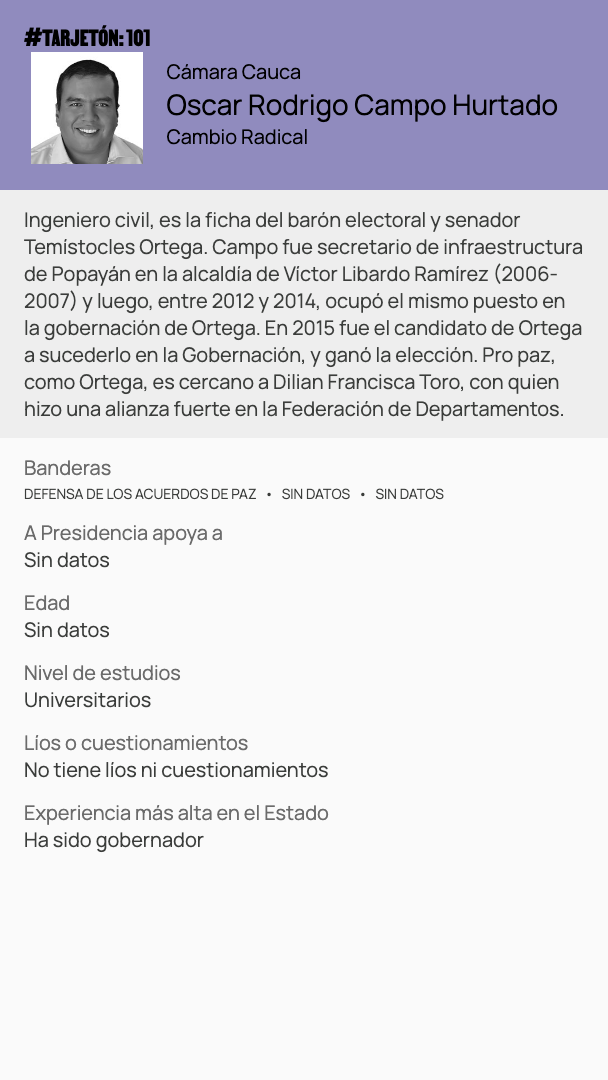 #TARJETÓN: 101
Cámara Cauca
Oscar Rodrigo Campo Hurtado
Cambio Radical
Ingeniero civil, es la ficha del barón electoral y senador
Temístocles Ortega. Campo fue secretario de infraestructura
de Popayán en la alcaldía de Víctor Libardo Ramírez (2006-
2007) y luego, entre 2012 y 2014, ocupó el mismo puesto en
la gobernación de Ortega. En 2015 fue el candidato de Ortega
a sucederlo en la Gobernación, y ganó la elección. Pro paz,
como Ortega, es cercano a Dilian Francisca Toro, con quien
hizo una alianza fuerte en la Federación de Departamentos.
Banderas
DEFENSA DE LOS ACUERDOS DE PAZ • SIN DATOS • SIN DATOS
A Presidencia apoya a
Sin datos
Edad
Sin datos
Nivel de estudios
Universitarios
Líos o cuestionamientos
No tiene líos ni cuestionamientos
Experiencia más alta en el Estado
Ha sido gobernador